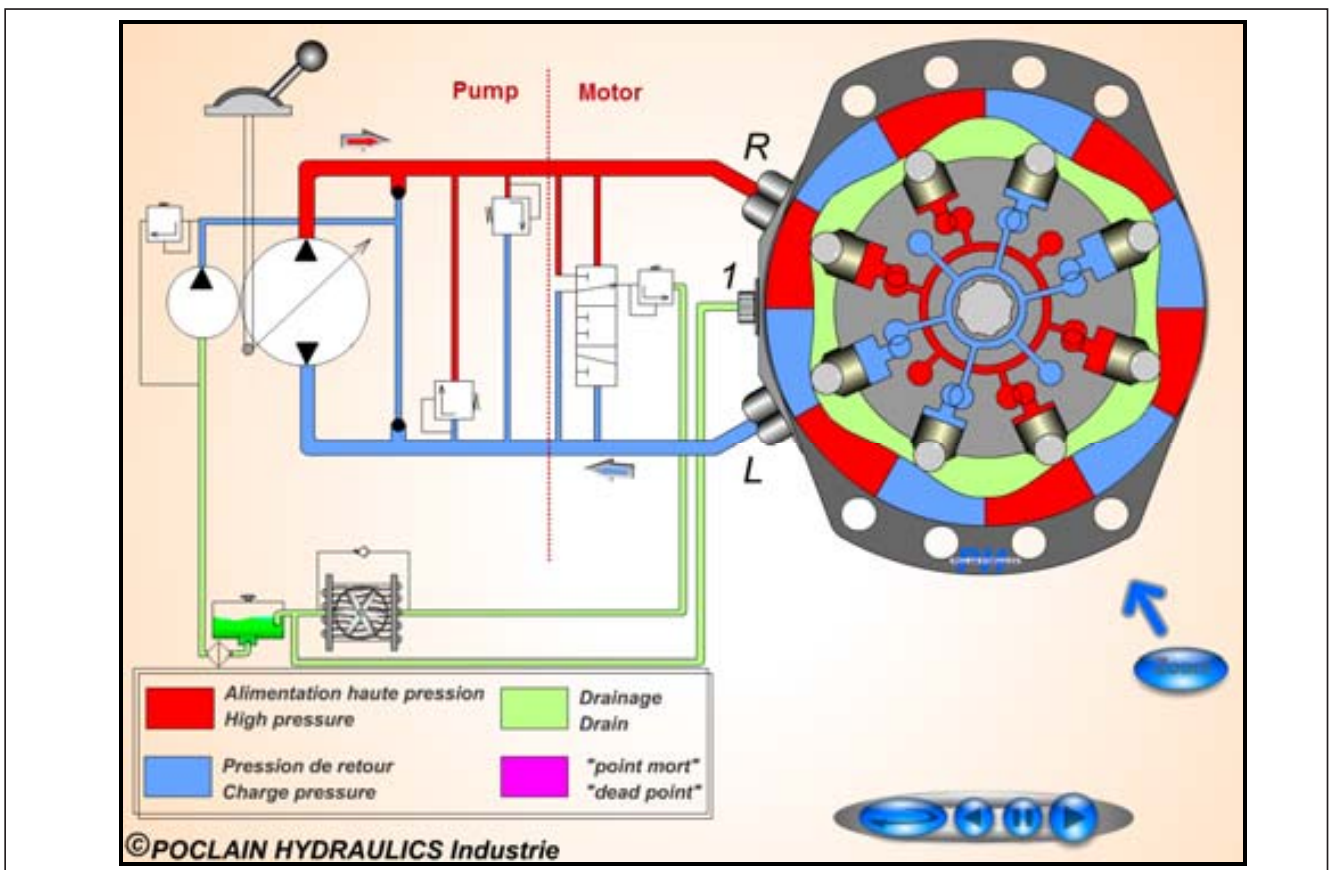 Pump
Motor
R
1
L
Alimentation haute pression
High pressure
Drainage
Drain
Pression de retour
Charge pressure
"point mort"
"dead point"
©POCLAIN HYDRAULICS Industrie